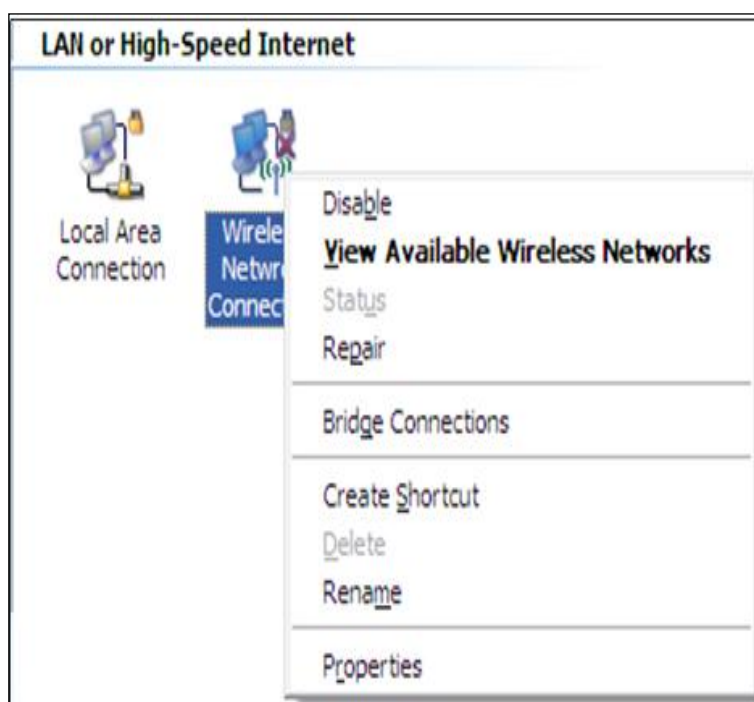 LAN or High-Speed Internet
Local Area
Connection
Disable
View Available Wireless Networks
Status
Repair
Bridge Connections
Create Shortcut
Delete
Rename
Properties